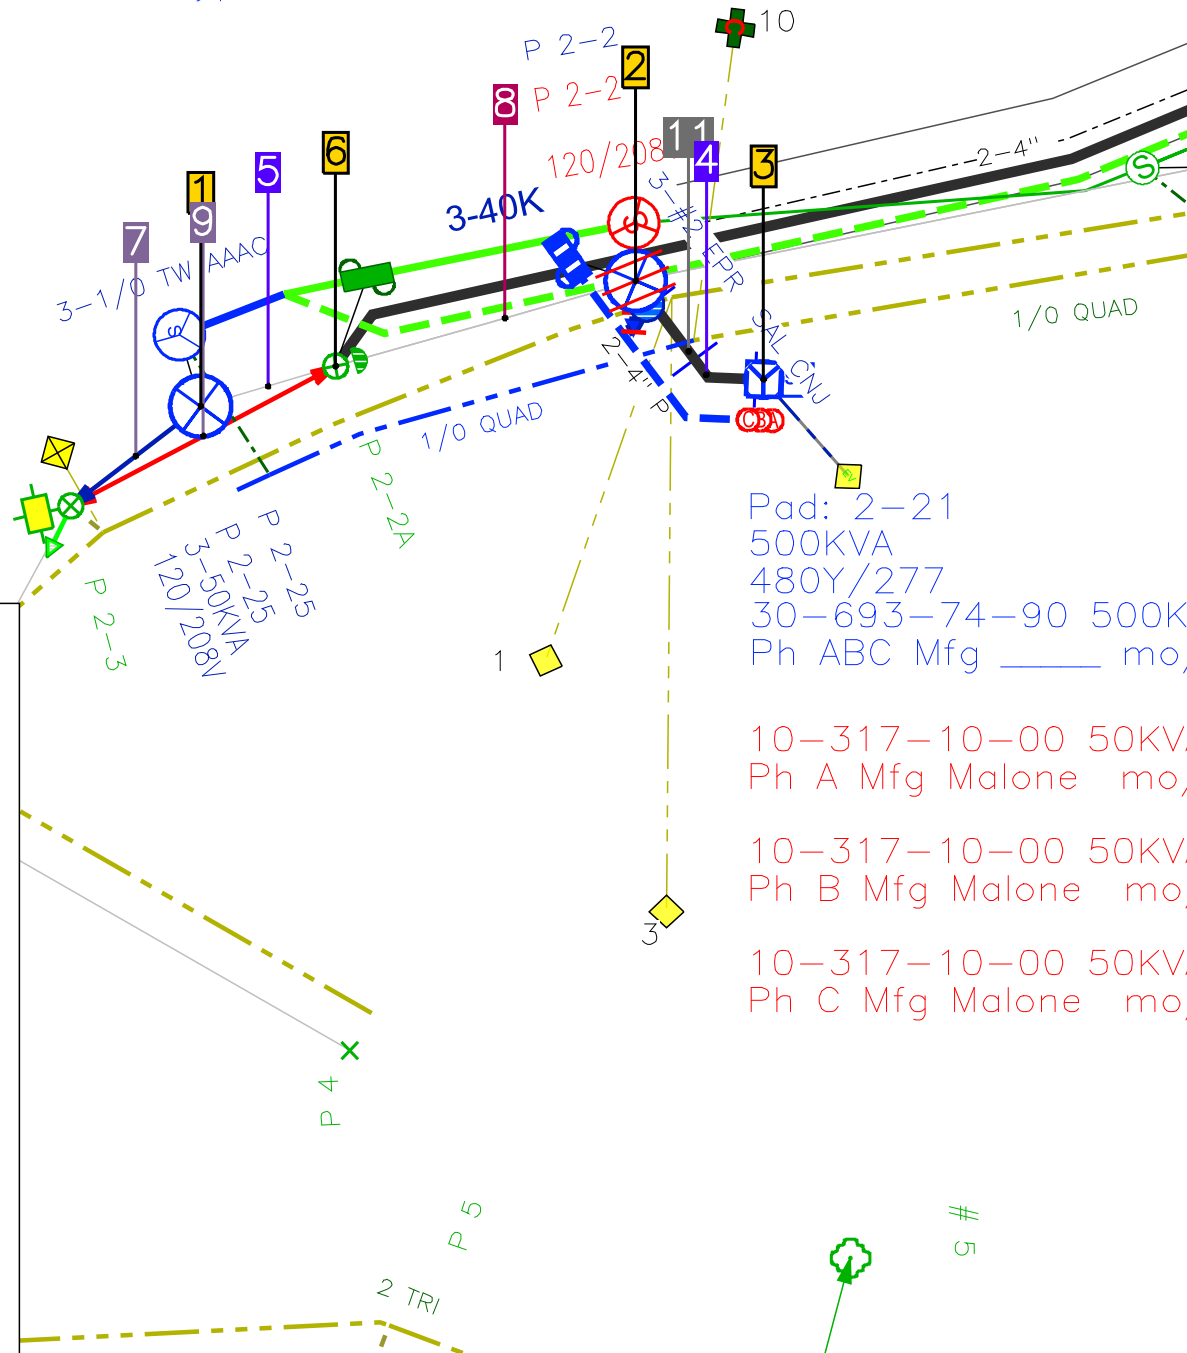 10
P 2-2
2
P 2-2
8
120/208
11
4
3
2-4"
S
6
5
1
9
7
3-40K
3-#2 EPR
3-1/0 TW AAAC
1/0 QUAD
SAL CNJ
2-4" P
1/0 QUAD
CBA
P 2-2A
Pad: 2-21
500KVA
480Y/277
30-693-74-90 500K
Ph ABC Mfg _____ mo/
P 2-25
P 2-25
3-50KVA
120/208V
P 2-3
1
10-317-10-00 50KVA
Ph A Mfg Malone mo/
10-317-10-00 50KVA
Ph B Mfg Malone mo/
3
10-317-10-00 50KVA
Ph C Mfg Malone mo/
P 4
P 5
# 5
2 TRI